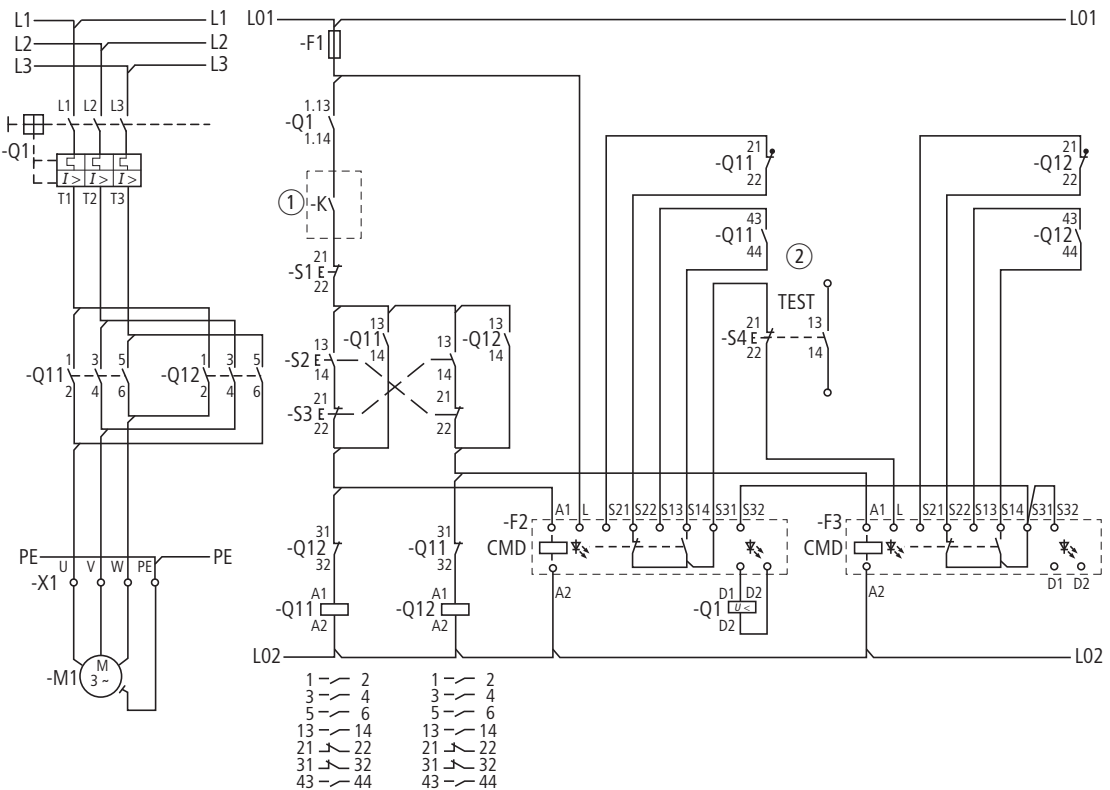 L1 L1 L01 L01
L2 L2
L3 L3
-F1
L1 L2 L3
-Q1
I > I > I >
T1 T2 T3
1.13
-Q1
1.14
1 -K
21
-S1 E
22
21
-Q11
22
43
-Q11
44
2
TEST
21 13
-S4 E
22 14
21
-Q12
22
43
-Q12
44
1 3 5
-Q11
2 4 6
1 3 5
-Q12
2 4 6
13
-S2 E
14
13
-Q11
14
13
14
13
-Q12
14
21
-S3 E
22
21
22
31
-Q12
32
31
-Q11
32
A1
-Q11
A2
A1
-Q12
A2
-F2 A1 L S21 S22 S13 S14 S31 S32
CMD
A2
D1 D2
-Q1 U <
D2
-F3 A1 L S21 S22 S13 S14 S31 S32
CMD
A2
D1 D2
PE PE
U V W PE
-X1
-M1 M
3 ~
L02 L02
1 2 1 2
3 4 3 4
5 6 5 6
13 14 13 14
21 22 21 22
31 32 31 32
43 44 43 44